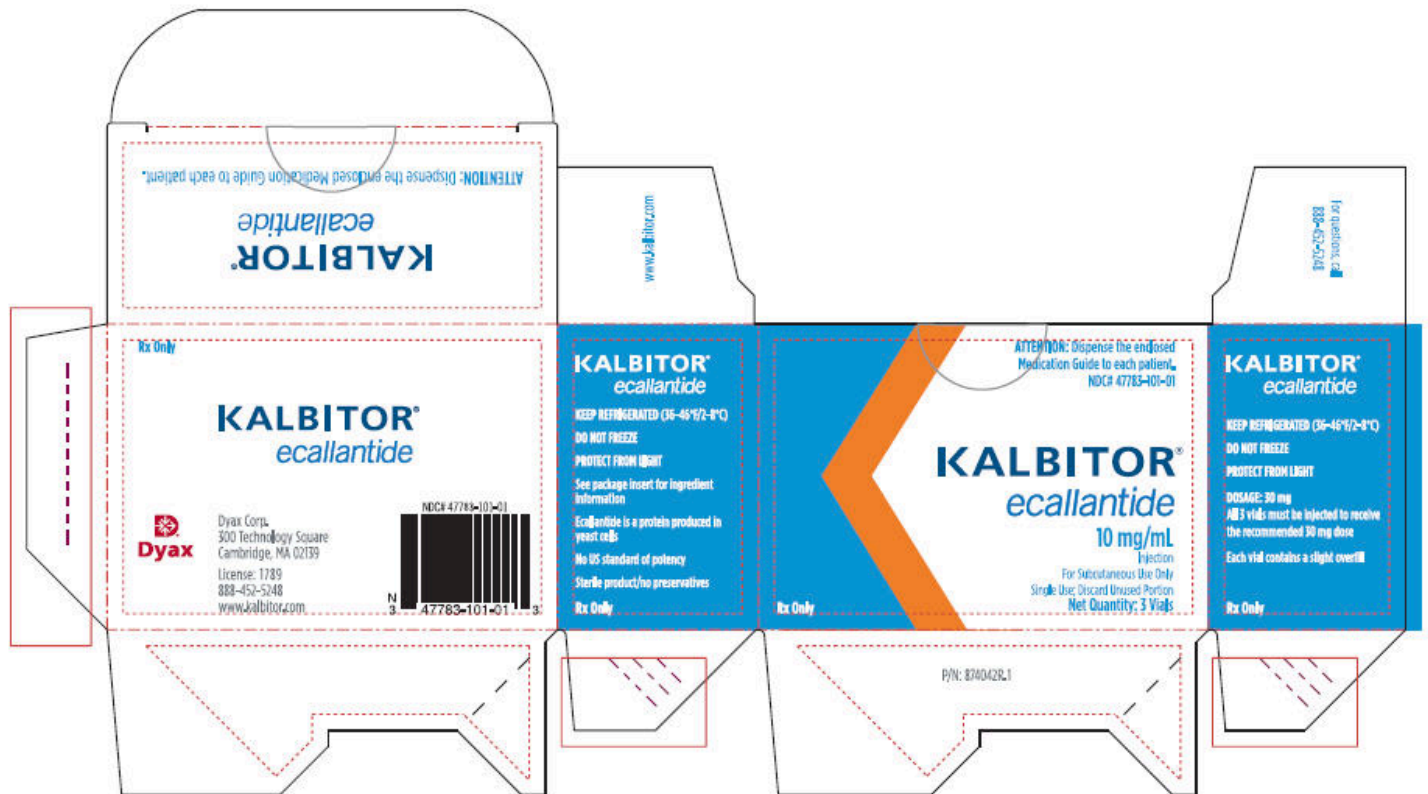 ATTENTION: Dispense the enclosed Medication Guide to each patient.
ecallantide
KALBITOR®
www.kalbitor.com
For questions, call
888-452-5248
Rx Only
KALBITOR®
ecallantide
Dyax
Dyax Corp.
300 Technology Square
Cambridge, MA 02139
License: 1789
888-452-5248
www.kalbitor.com
NDC# 47783-101-01
N
3 47783-101-01 3
KALBITOR®
ecallantide
KEEP REFRIGERATED (36-46°F/2-8°C)
DO NOT FREEZE
PROTECT FROM LIGHT
See package insert for ingredient
information
Ecallantide is a protein produced in
yeast cells
No US standard of potency
Sterile product/no preservatives
Rx Only
ATTENTION: Dispense the enclosed
Medication Guide to each patient.
NDC# 47783-101-01
KALBITOR®
ecallantide
10 mg/mL
Injection
For Subcutaneous Use Only
Single Use; Discard Unused Portion
Net Quantity: 3 Vials
Rx Only
KALBITOR®
ecallantide
KEEP REFRIGERATED (36-46°F/2-8°C)
DO NOT FREEZE
PROTECT FROM LIGHT
DOSAGE: 30 mg
All 3 vials must be injected to receive
the recommended 30 mg dose
Each vial contains a slight overfill
Rx Only
P/N: 874042R.1